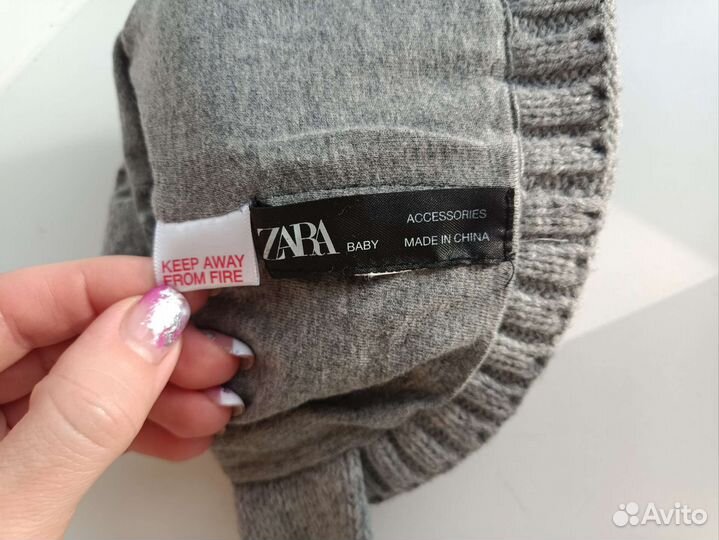 KEEP AWAY
FROM FIRE
ZARA BABY
ACCESSORIES
MADE IN CHINA
Avito